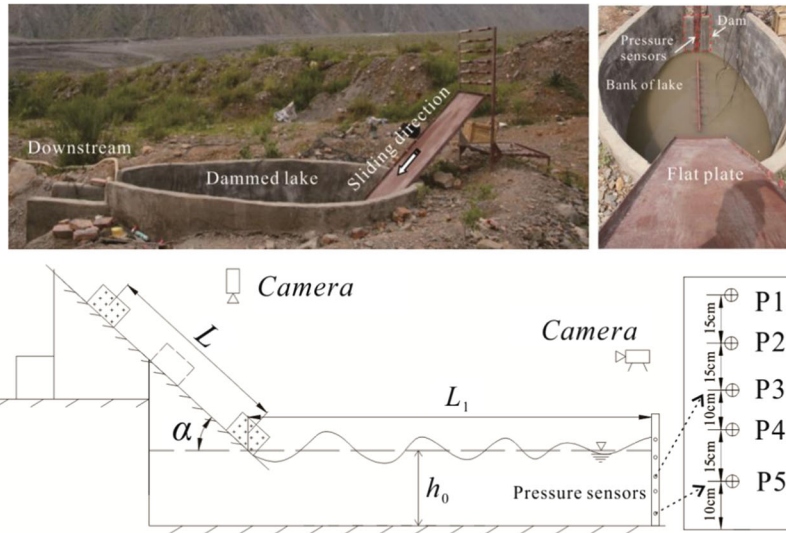 Downstream
Dammed lake
Sliding direction
Pressure
sensors
Dam
Bank of lake
Flat plate
Camera
Camera
L
L₁
α
h₀
Pressure sensors
P1
15cm
P2
15cm
P3
10cm
P4
15cm
P5
10cm